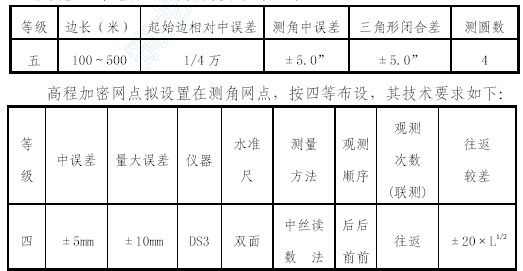 等级 边长（米） 起始边相对中误差 测角中误差 三角形闭合差 测圆数
五 100～500 1/4万 ±5.0” ±5.0” 4
高程加密网点拟设置在测角网点，按四等布设，其技术要求如下：
等级 中误差 量大误差 仪器 水准尺 测量方法 观测顺序 观测次数(联测) 往返较差
四 ±5mm ±10mm DS3 双面 中丝读数法 后后前前 往返 ±20×L1/2